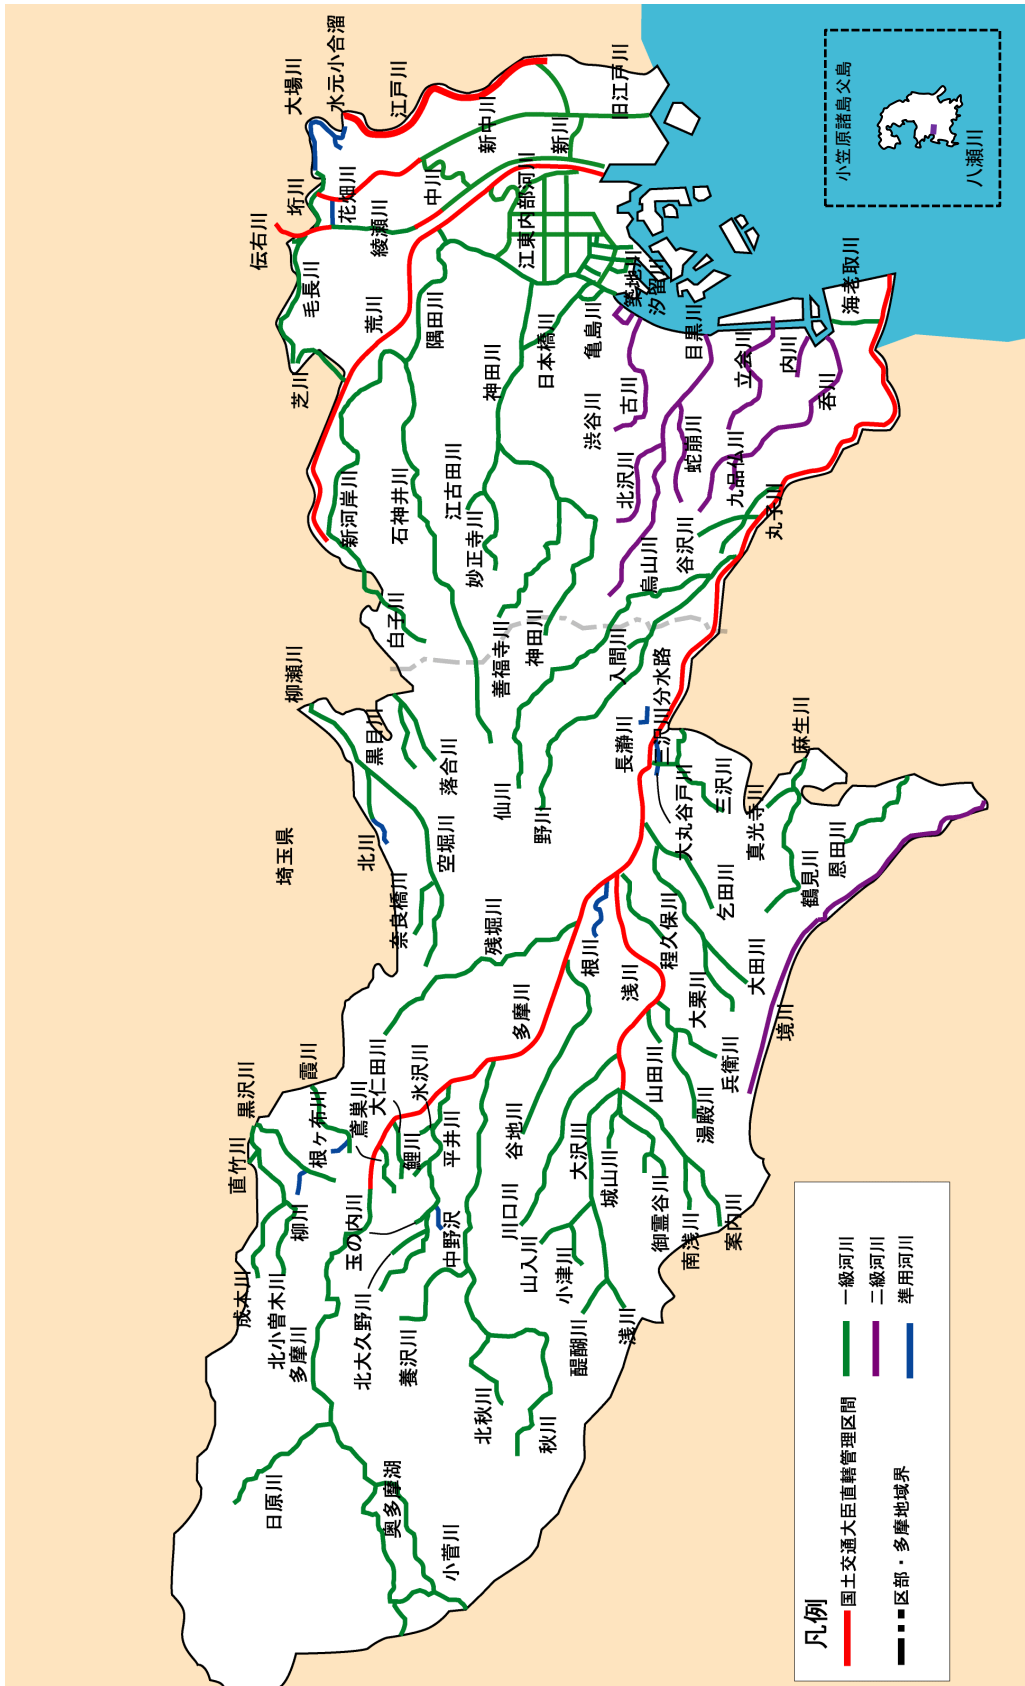 大場川
水元小合溜
江戸川
旧江戸川
新中川
新川
垳川
花畑川
綾瀬川
中川
江東内部河川
伝右川
毛長川
荒川
隅田川
芝川
神田川
日本橋川
亀島川
築地川
汐留川
目黒川
立会川
内川
呑川
海老取川
小笠原諸島父島
八瀬川
新河岸川
石神井川
江古田川
妙正寺川
渋谷川
古川
北沢川
蛇崩川
九品仏川
丸子川
谷沢川
烏山川
白子川
善福寺川
神田川
入間川
柳瀬川
黒目川
落合川
仙川
野川
長瀞川
三沢川分水路
大丸谷戸川
三沢川
麻生川
真光寺川
鶴見川
恩田川
埼玉県
北川
空堀川
奈良橋川
残堀川
根川
浅川
程久保川
乞田川
大栗川
大田川
境川
多摩川
霞川
黒沢川
直竹川
根ヶ布川
鳶巣川
大仁田川
氷沢川
鯉川
平井川
谷地川
山田川
兵衛川
湯殿川
柳川
玉の内川
中野沢
川口川
大沢川
城山川
御霊谷川
南浅川
案内川
成木川
北小曽木川
多摩川
北大久野川
養沢川
山入川
小津川
醍醐川
浅川
北秋川
秋川
日原川
奥多摩湖
小菅川
凡例
国土交通大臣直轄管理区間
一級河川
二級河川
準用河川
区部・多摩地域界